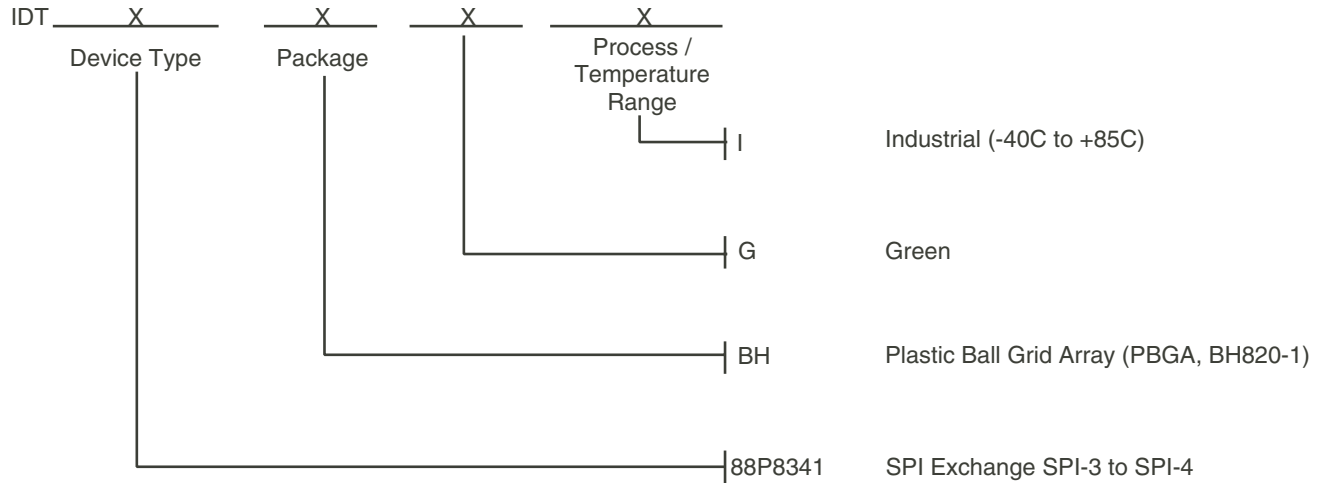 IDT X X X X
Device Type Package Process /
Temperature
Range
I Industrial (-40C to +85C)
G Green
BH Plastic Ball Grid Array (PBGA, BH820-1)
88P8341 SPI Exchange SPI-3 to SPI-4